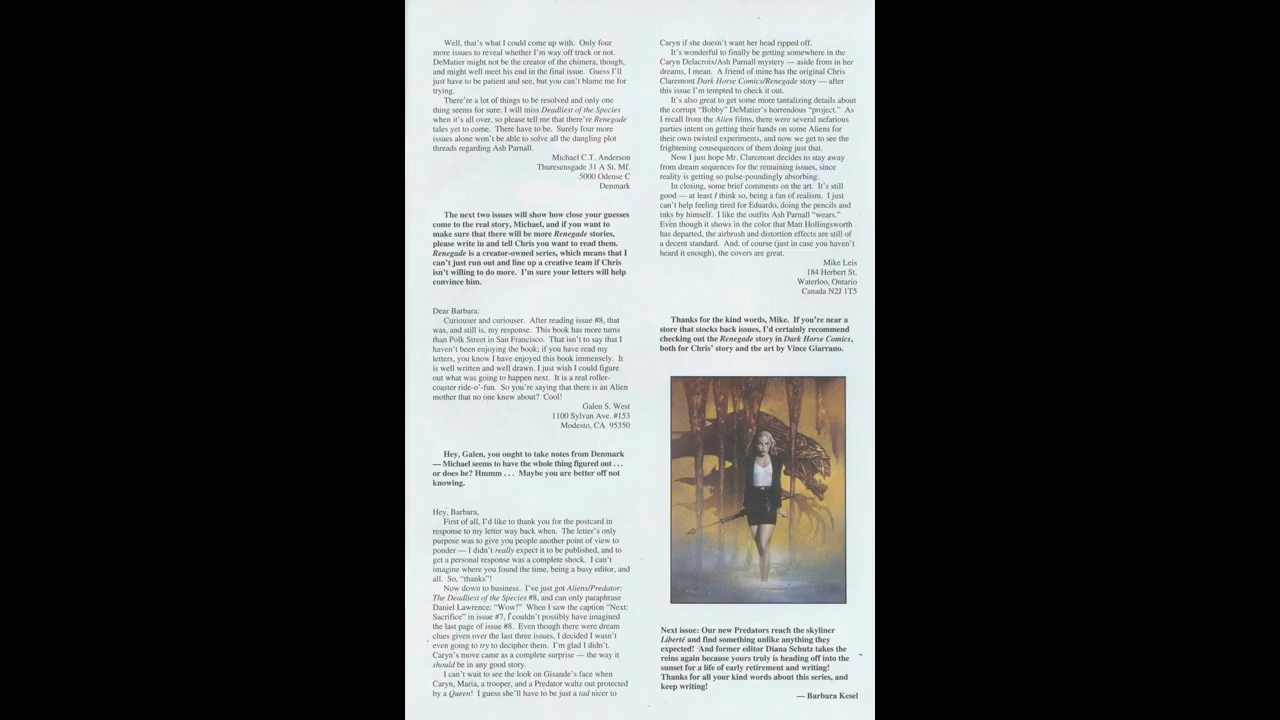 Well, that's what I could come up with. Only four
more issues to reveal whether I'm way off track or not.
DeMatier might not be the creator of the chimera, though,
and might well meet his end in the final issue. Guess I'll
just have to be patient and see, but you can't blame me for
trying.
There're a lot of things to be resolved and only one
thing seems for sure: I will miss Deadliest of the Species
when it's all over, so please tell me that there're Renegade
tales yet to come. There have to be. Surely four more
issues alone won't be able to solve all the dangling plot
threads regarding Ash Parnall.
Michael C.T. Anderson
Thuresensgade 31 A St. Mf.
5000 Odense C
Denmark
The next two issues will show how close your guesses
come to the real story, Michael, and if you want to
make sure that there will be more Renegade stories,
please write in and tell Chris you want to read them.
Renegade is a creator-owned series, which means that I
can't just run out and line up a creative team if Chris
isn't willing to do more. I'm sure your letters will help
convince him.
Dear Barbara:
Curiouser and curiouser. After reading issue #8, that
was, and still is, my response. This book has more turns
than Polk Street in San Francisco. That isn't to say that I
haven't been enjoying the book; if you have read my
letters, you know I have enjoyed this book immensely. It
is well written and well drawn. I just wish I could figure
out what was going to happen next. It is a real roller-
coaster ride-o'-fun. So you're saying that there is an Alien
mother that no one knew about? Cool!
Galen S. West
1100 Sylvan Ave. #153
Modesto, CA 95350
Hey, Galen, you ought to take notes from Denmark
— Michael seems to have the whole thing figured out . . .
or does he? Hmmm . . . Maybe you are better off not
knowing.
Hey, Barbara,
First of all, I'd like to thank you for the postcard in
response to my letter way back when. The letter's only
purpose was to give you people another point of view to
ponder — I didn't really expect it to be published, and to
get a personal response was a complete shock. I can't
imagine where you found the time, being a busy editor, and
all. So, "thanks"!
Now down to business. I've just got Aliens/Predator:
The Deadliest of the Species #8, and can only paraphrase
Daniel Lawrence: "Wow!" When I saw the caption "Next:
Sacrifice" in issue #7, I couldn't possibly have imagined
the last page of issue #8. Even though there were dream
clues given over the last three issues, I decided I wasn't
even going to try to decipher them. I'm glad I didn't.
Caryn's move came as a complete surprise — the way it
should be in any good story.
I can't wait to see the look on Gisande's face when
Caryn, Maria, a trooper, and a Predator waltz out protected
by a Queen! I guess she'll have to be just a tad nicer to
Caryn if she doesn't want her head ripped off.
It's wonderful to finally be getting somewhere in the
Caryn Delacroix/Ash Parnall mystery — aside from in her
dreams, I mean. A friend of mine has the original Chris
Claremont Dark Horse Comics/Renegade story — after
this issue I'm tempted to check it out.
It's also great to get some more tantalizing details about
the corrupt "Bobby" DeMatier's horrendous "project." As
I recall from the Alien films, there were several nefarious
parties intent on getting their hands on some Aliens for
their own twisted experiments, and now we get to see the
frightening consequences of them doing just that.
Now I just hope Mr. Claremont decides to stay away
from dream sequences for the remaining issues, since
reality is getting so pulse-poundingly absorbing.
In closing, some brief comments on the art. It's still
good — at least I think so, being a fan of realism. I just
can't help feeling tired for Eduardo, doing the pencils and
inks by himself. I like the outfits Ash Parnall "wears."
Even though it shows in the color that Matt Hollingsworth
has departed, the airbrush and distortion effects are still of
a decent standard. And, of course (just in case you haven't
heard it enough), the covers are great.
Mike Leis
184 Herbert St.
Waterloo, Ontario
Canada N2J 1T5
Thanks for the kind words, Mike. If you're near a
store that stocks back issues, I'd certainly recommend
checking out the Renegade story in Dark Horse Comics,
both for Chris' story and the art by Vince Giarrano.
Next issue: Our new Predators reach the skyliner
Liberté and find something unlike anything they
expected! And former editor Diana Schutz takes the
reins again because yours truly is heading off into the
sunset for a life of early retirement and writing!
Thanks for all your kind words about this series, and
keep writing!
— Barbara Kesel